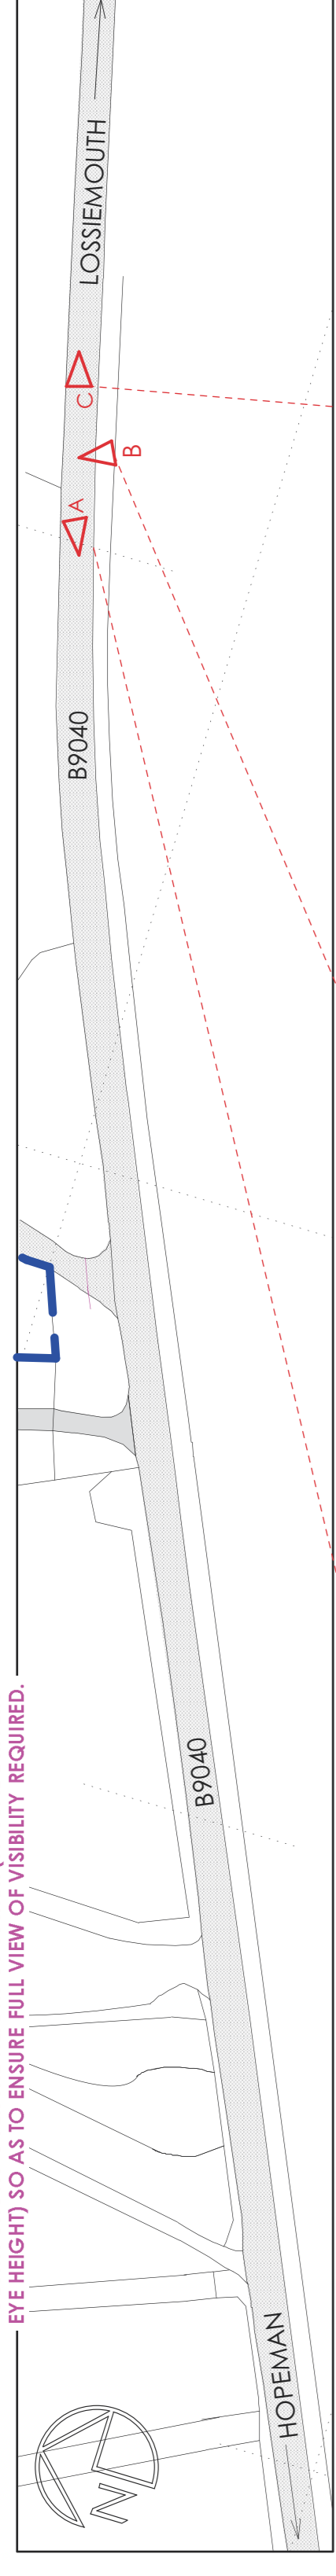 EYE HEIGHT) SO AS TO ENSURE FULL VIEW OF VISIBILITY REQUIRED.
HOPEMAN
B9040
B9040
A
B
C
LOSSIEMOUTH
N